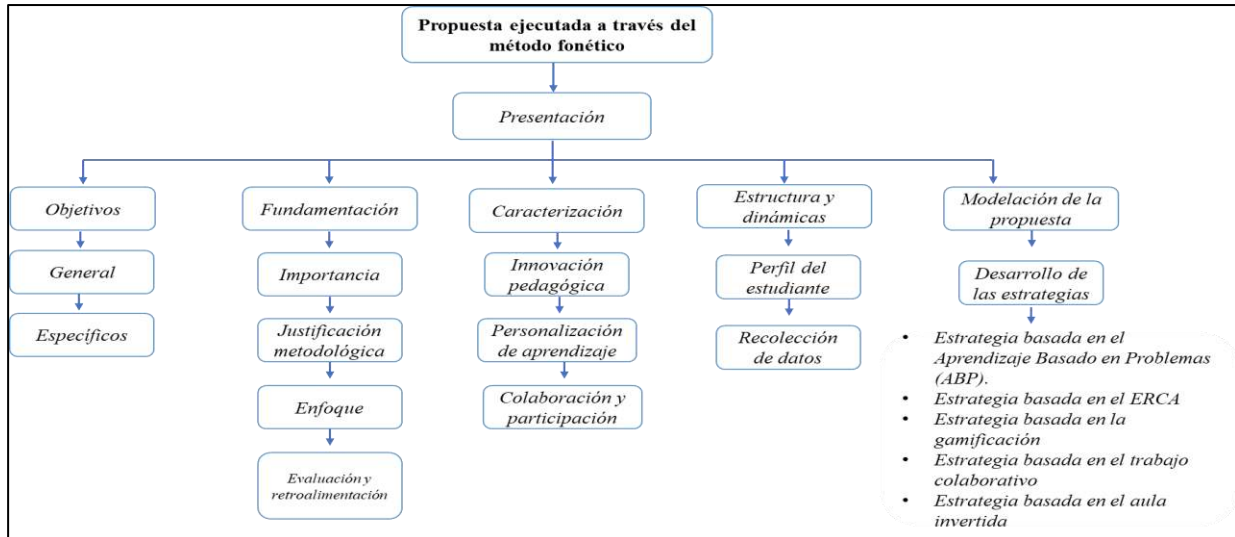 Propuesta ejecutada a través del
método fonético
Presentación
Objetivos
General
Específicos
Fundamentación
Importancia
Justificación
metodológica
Enfoque
Evaluación y
retroalimentación
Caracterización
Innovación
pedagógica
Personalización
de aprendizaje
Colaboración y
participación
Estructura y
dinámicas
Perfil del
estudiante
Recolección
de datos
Modelación de la
propuesta
Desarrollo de
las estrategias
• Estrategia basada en el
Aprendizaje Basado en Problemas
(ABP).
• Estrategia basada en el ERCA
• Estrategia basada en la
gamificación
• Estrategia basada en el trabajo
colaborativo
• Estrategia basada en el aula
invertida